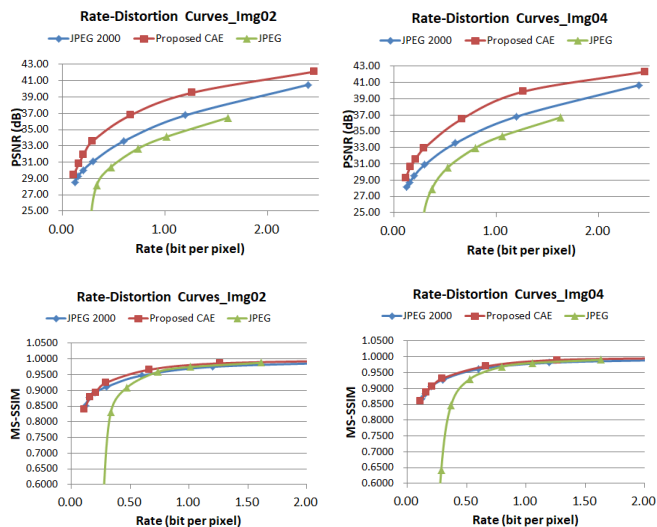 Rate-Distortion Curves_Img02
JPEG 2000 Proposed CAE JPEG
PSNR (dB)
43.00
41.00
39.00
37.00
35.00
33.00
31.00
29.00
27.00
25.00
0.00 1.00 2.00
Rate (bit per pixel)
Rate-Distortion Curves_Img04
JPEG 2000 Proposed CAE JPEG
PSNR (dB)
43.00
41.00
39.00
37.00
35.00
33.00
31.00
29.00
27.00
25.00
0.00 1.00 2.00
Rate (bit per pixel)
Rate-Distortion Curves_Img02
JPEG 2000 Proposed CAE JPEG
MS-SSIM
1.0500
1.0000
0.9500
0.9000
0.8500
0.8000
0.7500
0.7000
0.6500
0.6000
0.00 0.50 1.00 1.50 2.00
Rate (bit per pixel)
Rate-Distortion Curves_Img04
JPEG 2000 Proposed CAE JPEG
MS-SSIM
1.0500
1.0000
0.9500
0.9000
0.8500
0.8000
0.7500
0.7000
0.6500
0.6000
0.00 0.50 1.00 1.50 2.00
Rate (bit per pixel)